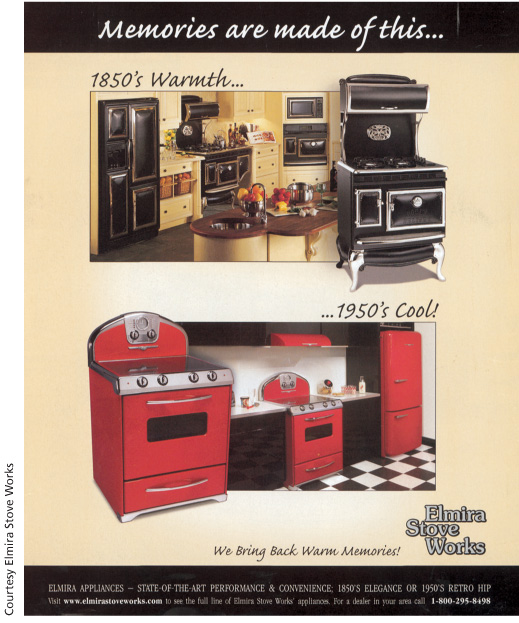 Memories are made of this...
1850's Warmth...
...1950's Cool!
Elmira
Stove
Works
We Bring Back Warm Memories!
ELMIRA APPLIANCES — STATE-OF-THE-ART PERFORMANCE & CONVENIENCE; 1850'S ELEGANCE OR 1950'S RETRO HIP
Visit www.elmirastoveworks.com to see the full line of Elmira Stove Works' appliances. For a dealer in your area call 1-800-295-8498
Courtesy Elmira Stove Works